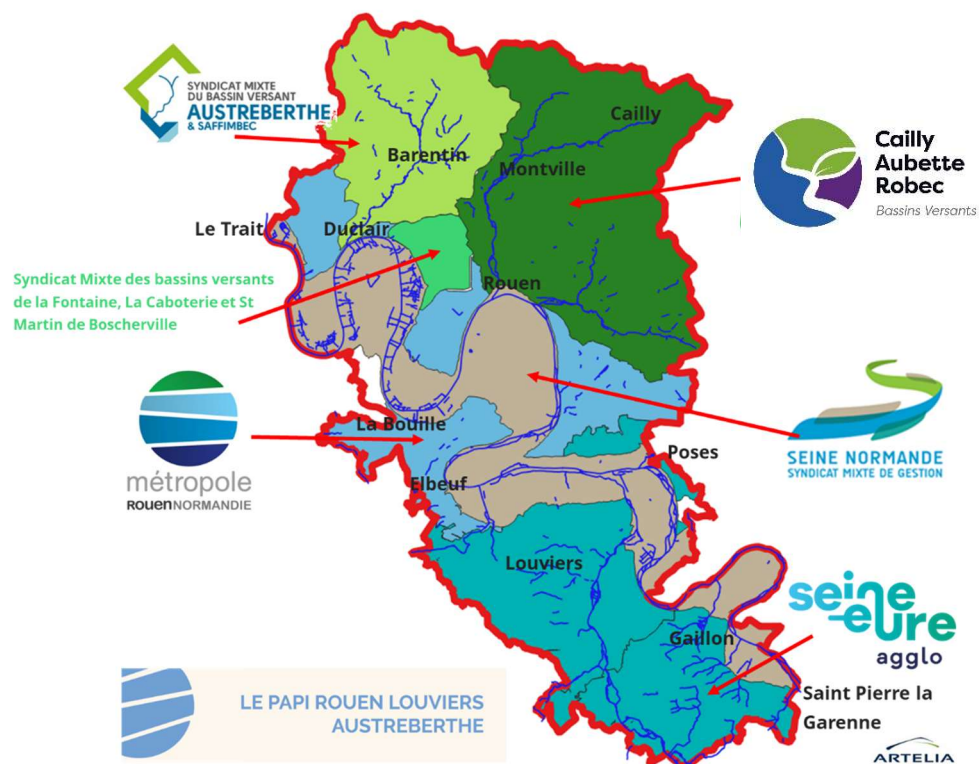 SYNDICAT MIXTE
DU BASSIN VERSANT
AUSTREBERTHE
& SAFFIMBEC
Cailly
Barentin
Montville
Cailly
Aubette
Robec
Bassins Versants
Le Trait
Duclair
Syndicat Mixte des bassins versants
de la Fontaine, La Caboterie et St
Martin de Boscherville
Rouen
La Bouille
métropole
ROUENNORMANDIE
Elbeuf
Poses
SEINE NORMANDE
SYNDICAT MIXTE DE GESTION
Louviers
seine
eure
agglo
Gaillon
Saint Pierre la
Garenne
LE PAPI ROUEN LOUVIERS
AUSTREBERTHE
ARTELIA